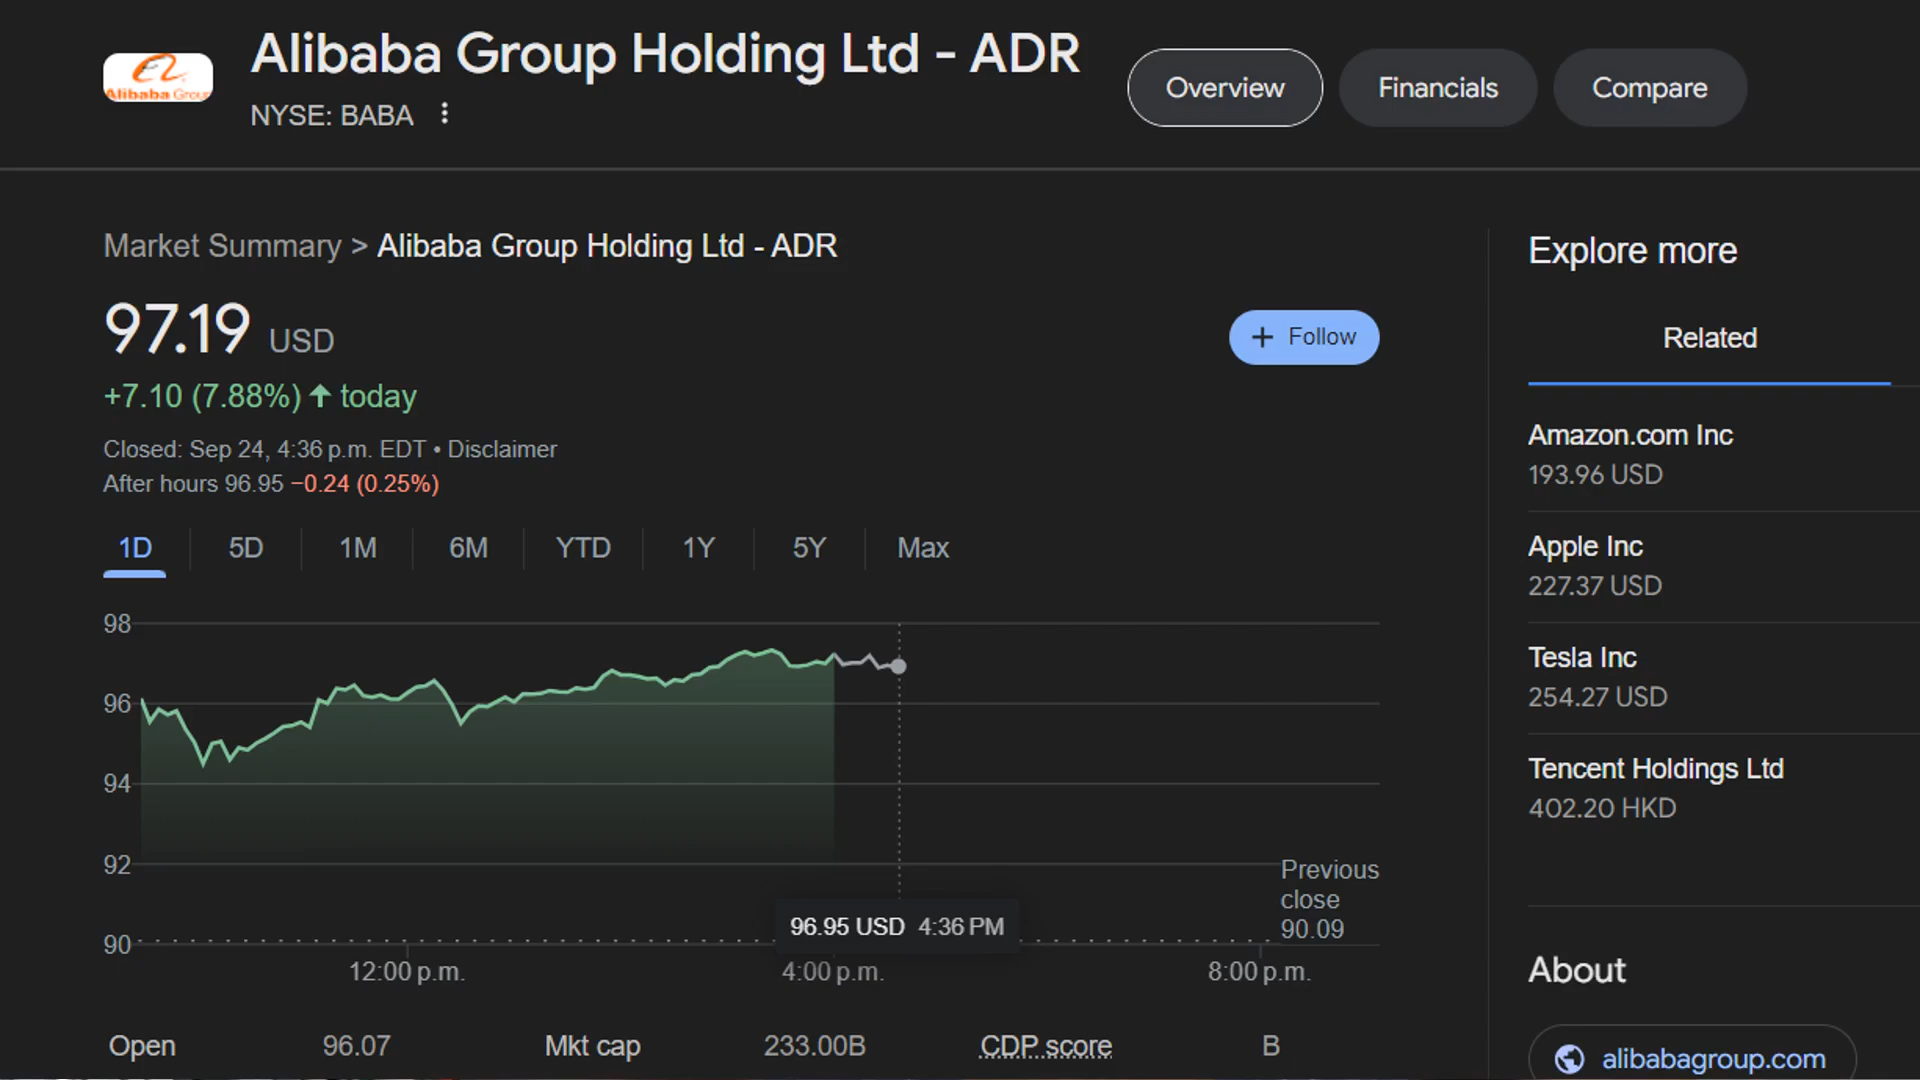 Alibaba Group
Alibaba Group Holding Ltd - ADR
NYSE: BABA
Overview
Financials
Compare
Market Summary > Alibaba Group Holding Ltd - ADR
97.19 USD
+ Follow
+7.10 (7.88%) ↑ today
Closed: Sep 24, 4:36 p.m. EDT • Disclaimer
After hours 96.95 −0.24 (0.25%)
1D
5D
1M
6M
YTD
1Y
5Y
Max
98
96
94
92
90
Previous
close
90.09
96.95 USD 4:36 PM
12:00 p.m.
4:00 p.m.
8:00 p.m.
Open 96.07
Mkt cap 233.00B
CDP score B
Explore more
Related
Amazon.com Inc
193.96 USD
Apple Inc
227.37 USD
Tesla Inc
254.27 USD
Tencent Holdings Ltd
402.20 HKD
About
alibabagroup.com